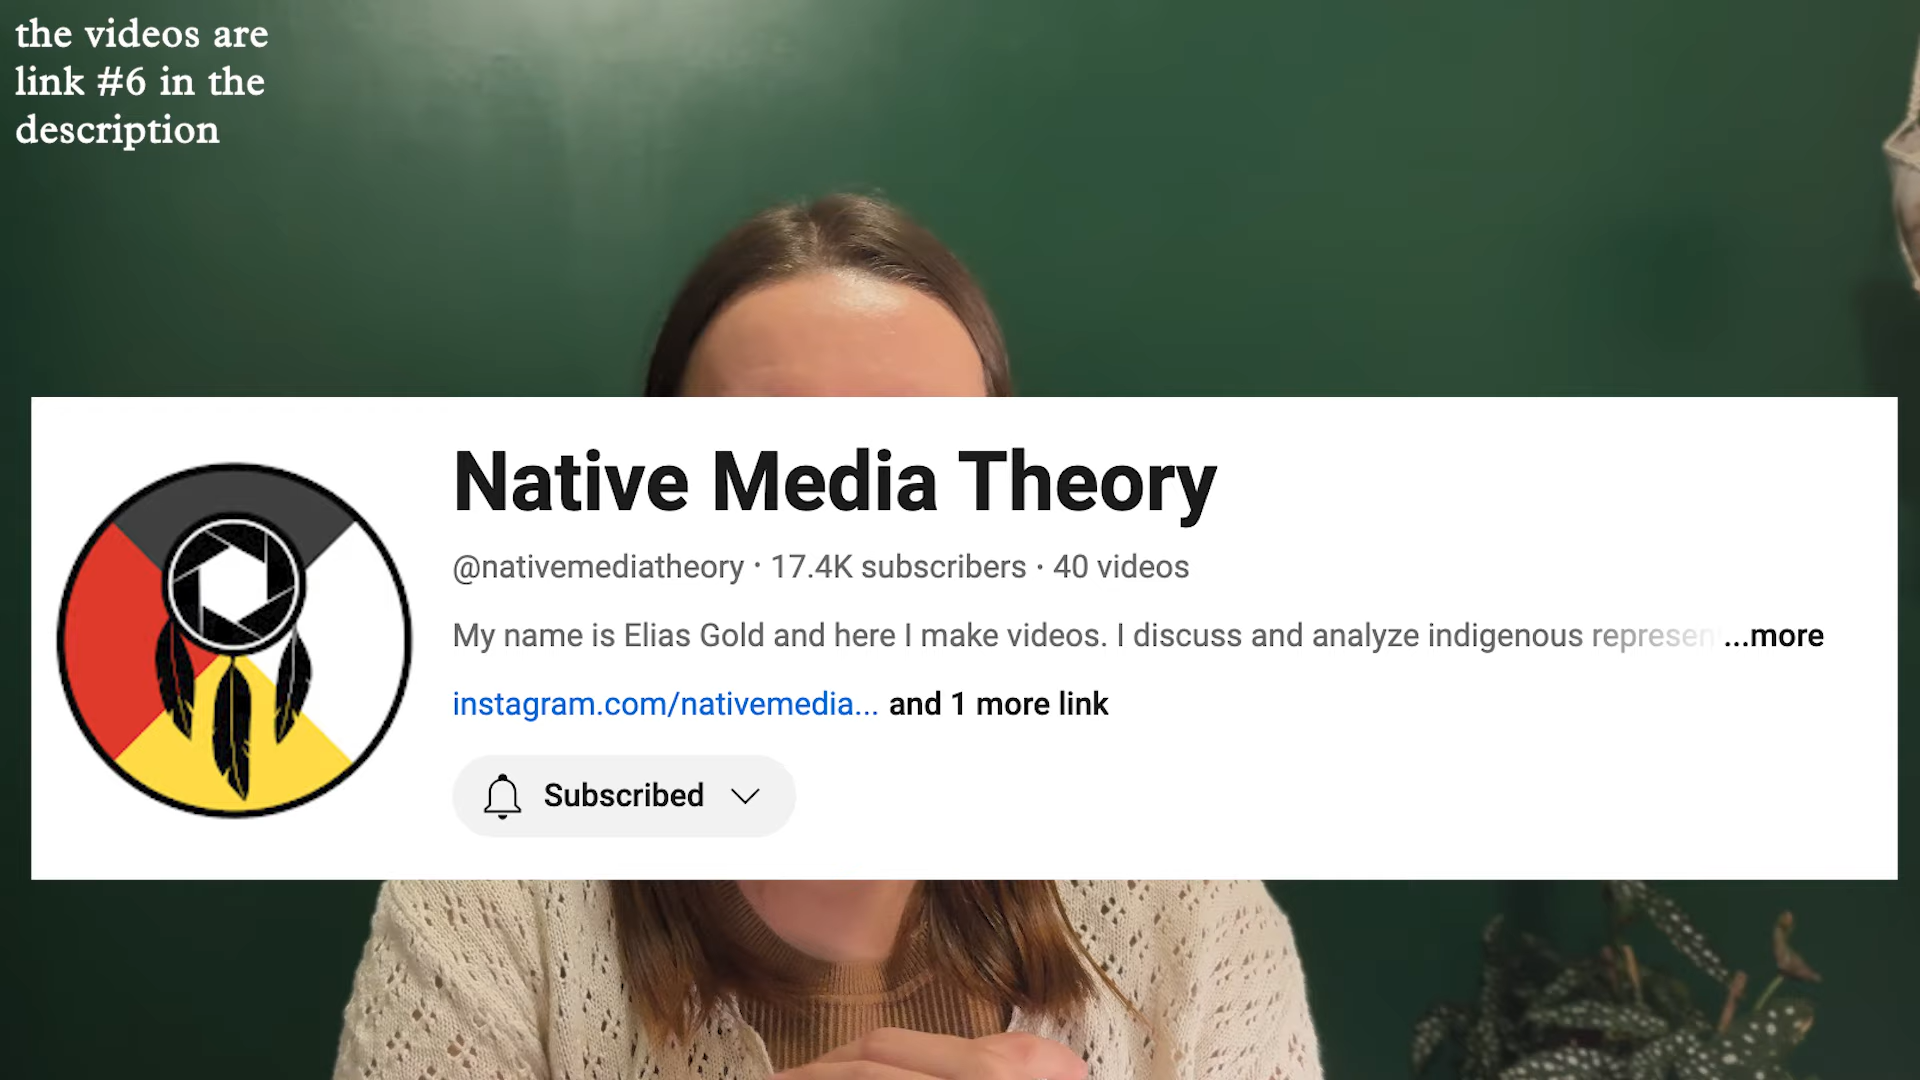 the videos are
link #6 in the
description
Native Media Theory
@nativemediatheory · 17.4K subscribers · 40 videos
My name is Elias Gold and here I make videos. I discuss and analyze indigenous represen ...more
instagram.com/nativemedia... and 1 more link
Subscribed